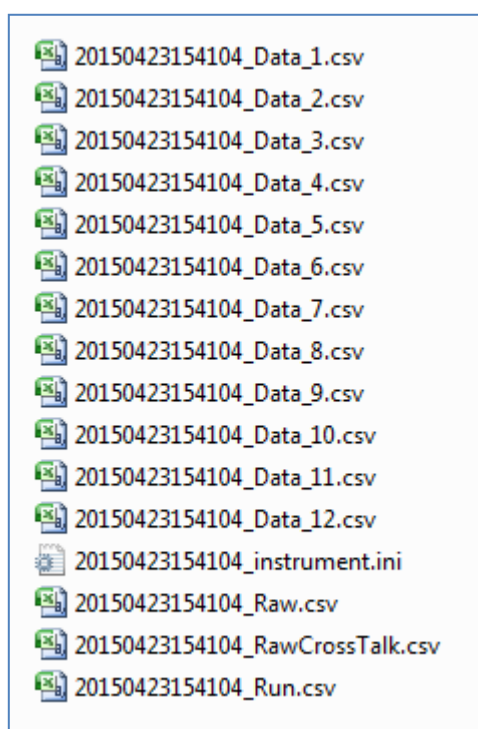 20150423154104_Data_1.csv
20150423154104_Data_2.csv
20150423154104_Data_3.csv
20150423154104_Data_4.csv
20150423154104_Data_5.csv
20150423154104_Data_6.csv
20150423154104_Data_7.csv
20150423154104_Data_8.csv
20150423154104_Data_9.csv
20150423154104_Data_10.csv
20150423154104_Data_11.csv
20150423154104_Data_12.csv
20150423154104_instrument.ini
20150423154104_Raw.csv
20150423154104_RawCrossTalk.csv
20150423154104_Run.csv